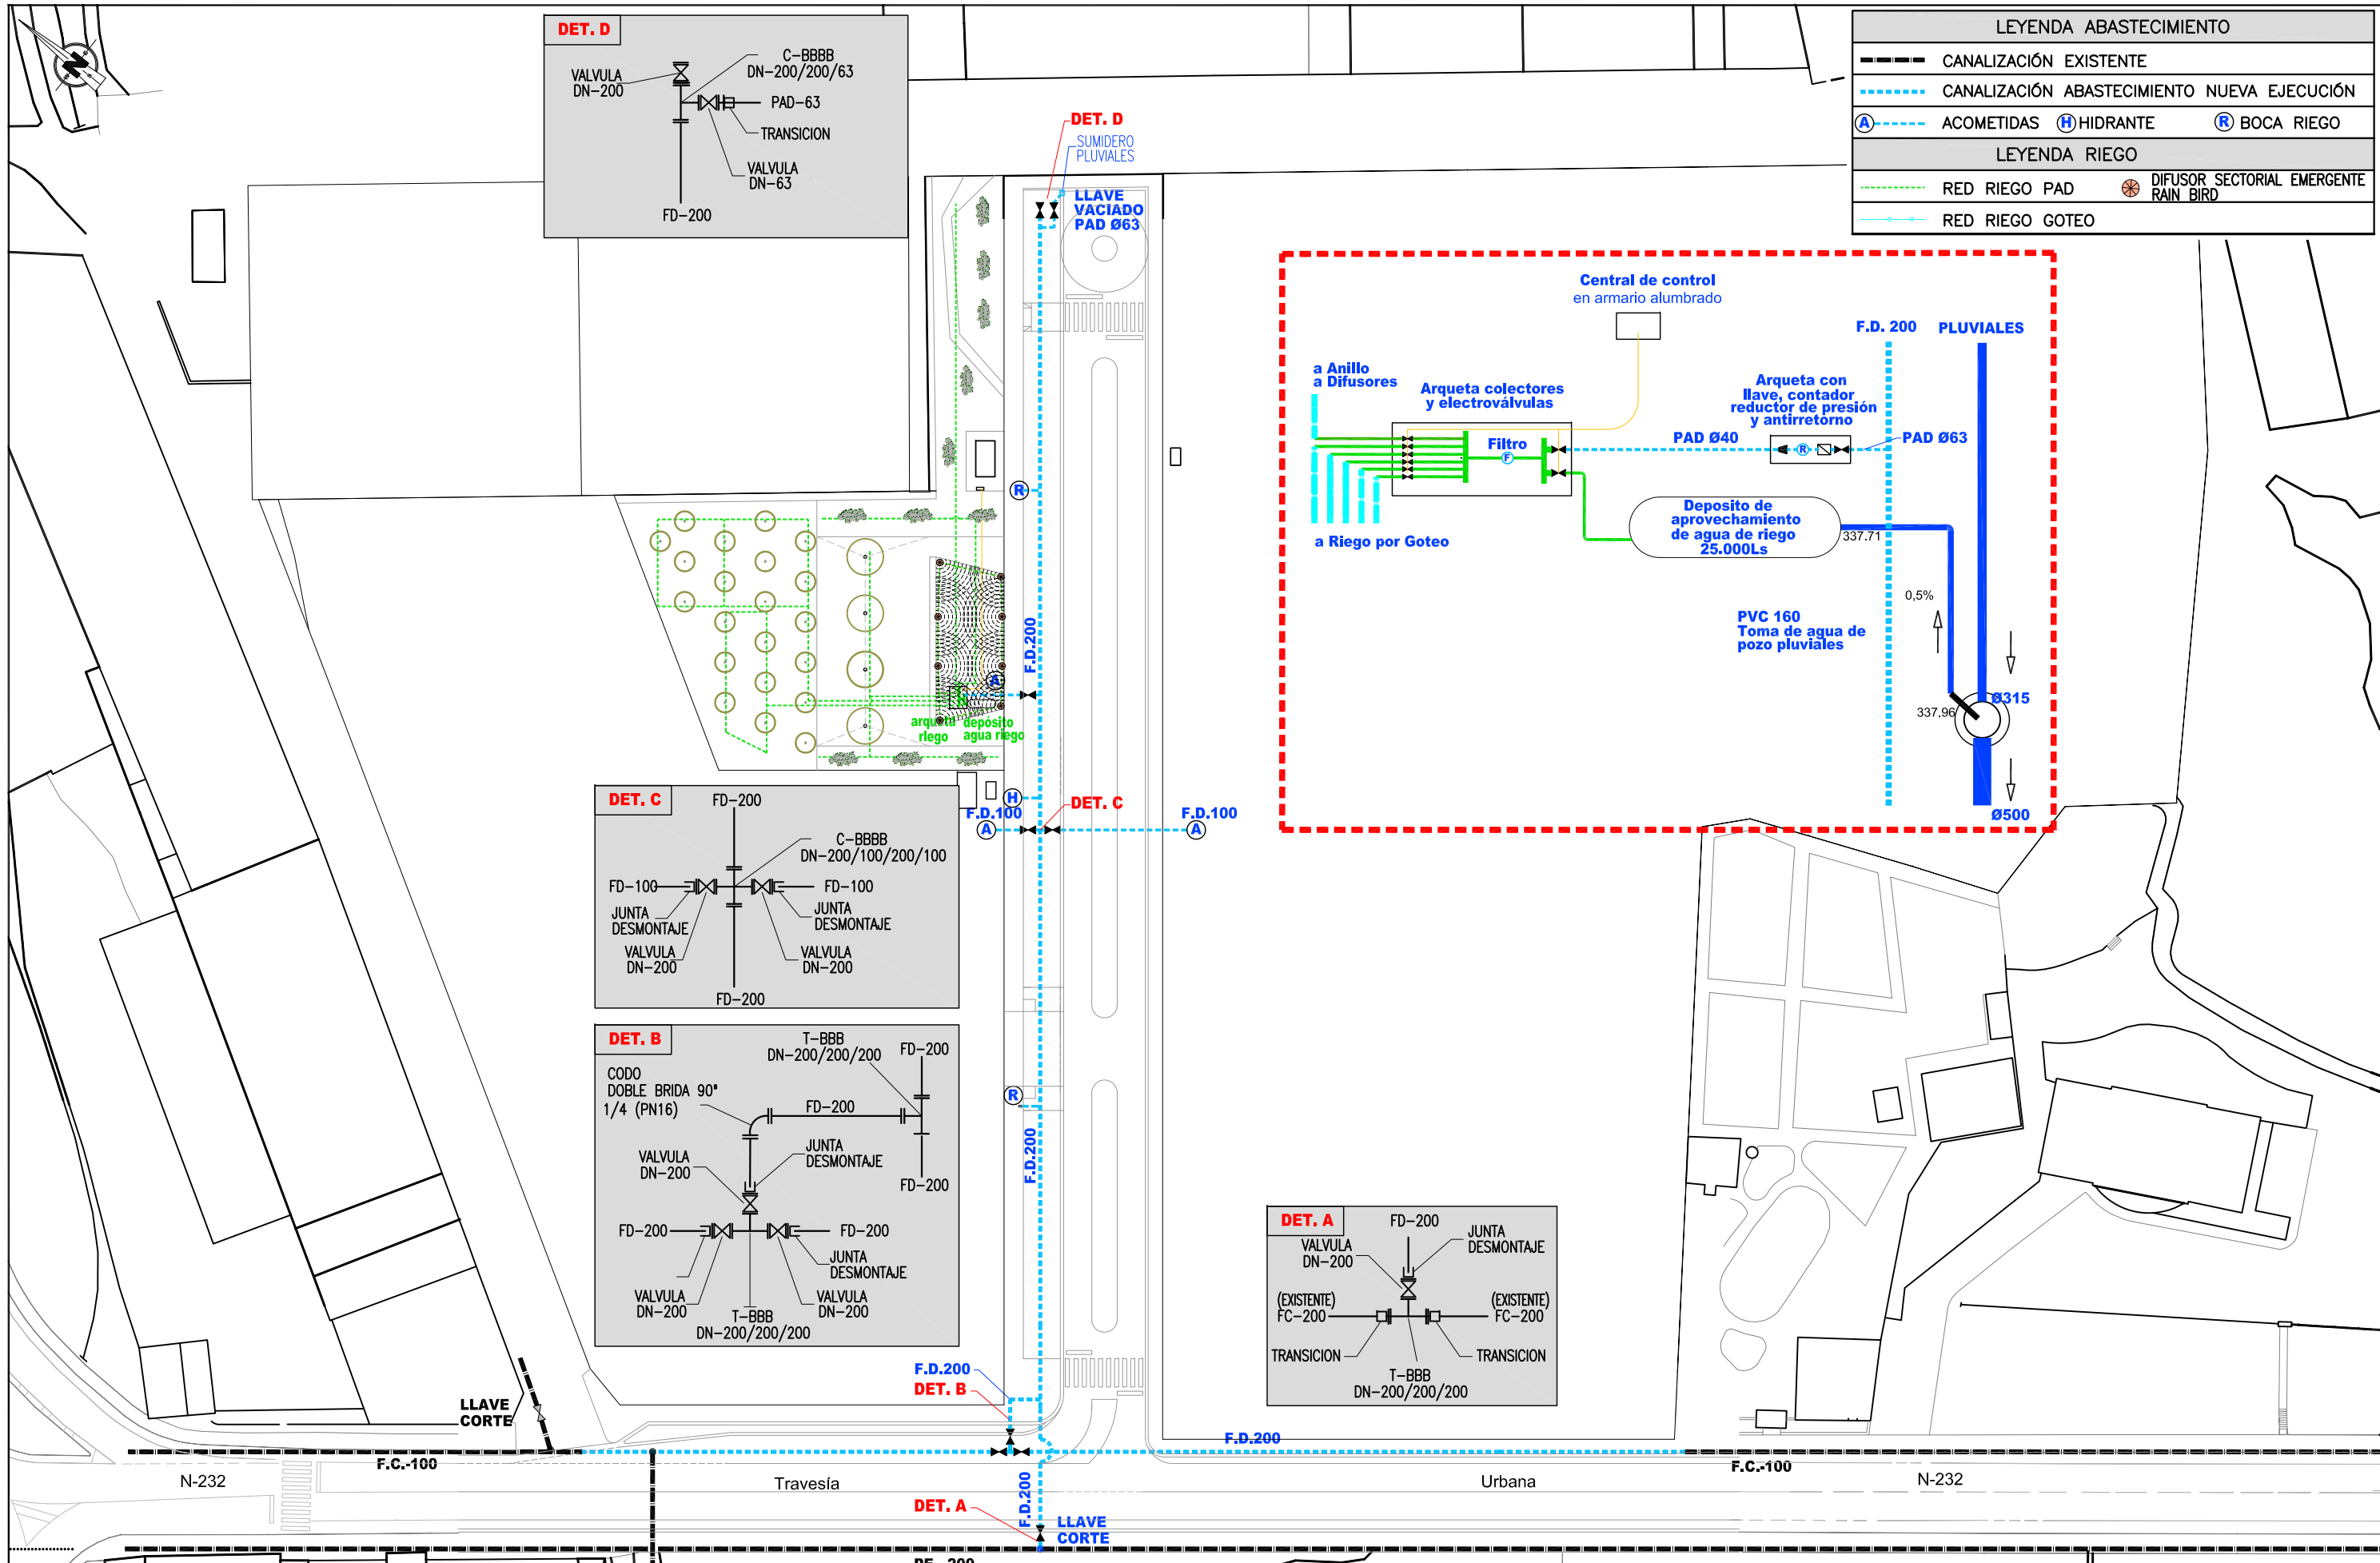 LEYENDA ABASTECIMIENTO
CANALIZACIÓN EXISTENTE
CANALIZACIÓN ABASTECIMIENTO NUEVA EJECUCIÓN
A ACOMETIDAS H HIDRANTE R BOCA RIEGO
LEYENDA RIEGO
RED RIEGO PAD
DIFUSOR SECTORIAL EMERGENTE
RAIN BIRD
RED RIEGO GOTEO
N
DET. D
C-BBBB
DN-200/200/63
VALVULA
DN-200
PAD-63
TRANSICION
VALVULA
DN-63
FD-200
DET. D
SUMIDERO
PLUVIALES
LLAVE
VACIADO
PAD Ø63
Central de control
en armario alumbrado
F.D. 200
PLUVIALES
a Anillo
a Difusores
Arqueta colectores
y electroválvulas
Arqueta con
llave, contador
reductor de presión
y antirretorno
Filtro
F
PAD Ø40
R
PAD Ø63
a Riego por Goteo
Deposito de
aprovechamiento
de agua de riego
25.000Ls
337.71
0,5%
PVC 160
Toma de agua de
pozo pluviales
Ø315
337.96
Ø500
R
F.D.200
A
arqueta
riego
depósito
agua riego
H
DET. C
F.D.100
A
F.D.100
A
DET. C
FD-200
C-BBBB
DN-200/100/200/100
FD-100
FD-100
JUNTA
DESMONTAJE
JUNTA
DESMONTAJE
VALVULA
DN-200
VALVULA
DN-200
FD-200
DET. B
T-BBB
DN-200/200/200
FD-200
CODO
DOBLE BRIDA 90°
1/4 (PN16)
FD-200
JUNTA
DESMONTAJE
VALVULA
DN-200
FD-200
FD-200
FD-200
JUNTA
DESMONTAJE
VALVULA
DN-200
VALVULA
DN-200
T-BBB
DN-200/200/200
R
F.D.200
DET. A
FD-200
JUNTA
DESMONTAJE
VALVULA
DN-200
(EXISTENTE)
FC-200
(EXISTENTE)
FC-200
TRANSICION
TRANSICION
T-BBB
DN-200/200/200
F.D.200
DET. B
LLAVE
CORTE
F.C.-100
F.D.200
F.C.-100
N-232
Travesía
Urbana
N-232
F.D.200
DET. A
LLAVE
CORTE